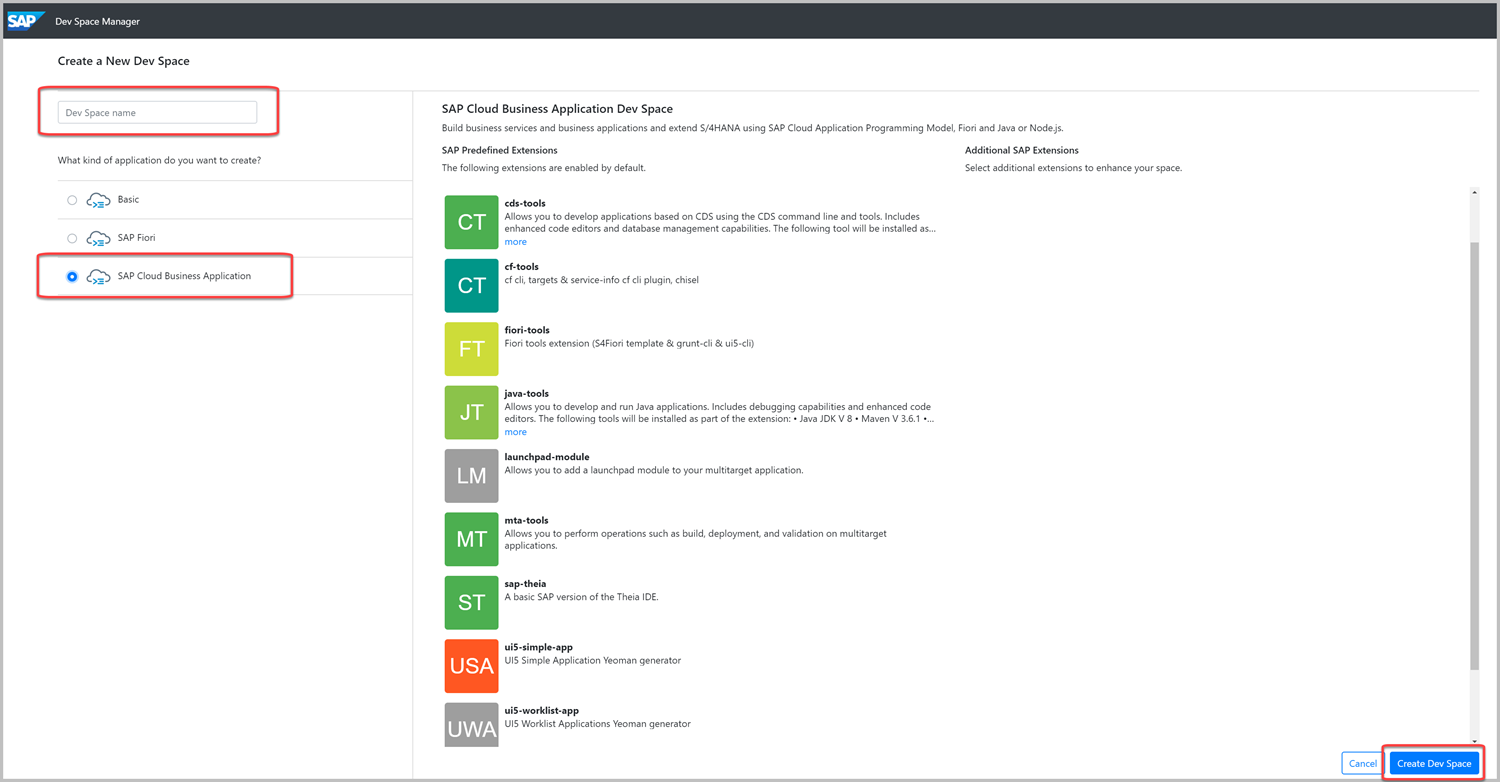 SAP Dev Space Manager
Create a New Dev Space
Dev Space name
What kind of application do you want to create?
Basic
SAP Fiori
SAP Cloud Business Application
SAP Cloud Business Application Dev Space
Build business services and business applications and extend S/4HANA using SAP Cloud Application Programming Model, Fiori and Java or Node.js.
SAP Predefined Extensions
The following extensions are enabled by default.
Additional SAP Extensions
Select additional extensions to enhance your space.
CT
cds-tools
Allows you to develop applications based on CDS using the CDS command line and tools. Includes
enhanced code editors and database management capabilities. The following tool will be installed as...
more
CT
cf-tools
cf cli, targets & service-info cf cli plugin, chisel
FT
fiori-tools
Fiori tools extension (S4Fiori template & grunt-cli & ui5-cli)
JT
java-tools
Allows you to develop and run Java applications. Includes debugging capabilities and enhanced code
editors. The following tools will be installed as part of the extension: • Java JDK V 8 • Maven V 3.6.1 •...
more
LM
launchpad-module
Allows you to add a launchpad module to your multitarget application.
MT
mta-tools
Allows you to perform operations such as build, deployment, and validation on multitarget
applications.
ST
sap-theia
A basic SAP version of the Theia IDE.
USA
ui5-simple-app
UI5 Simple Application Yeoman generator
UWA
ui5-worklist-app
UI5 Worklist Applications Yeoman generator
Cancel
Create Dev Space